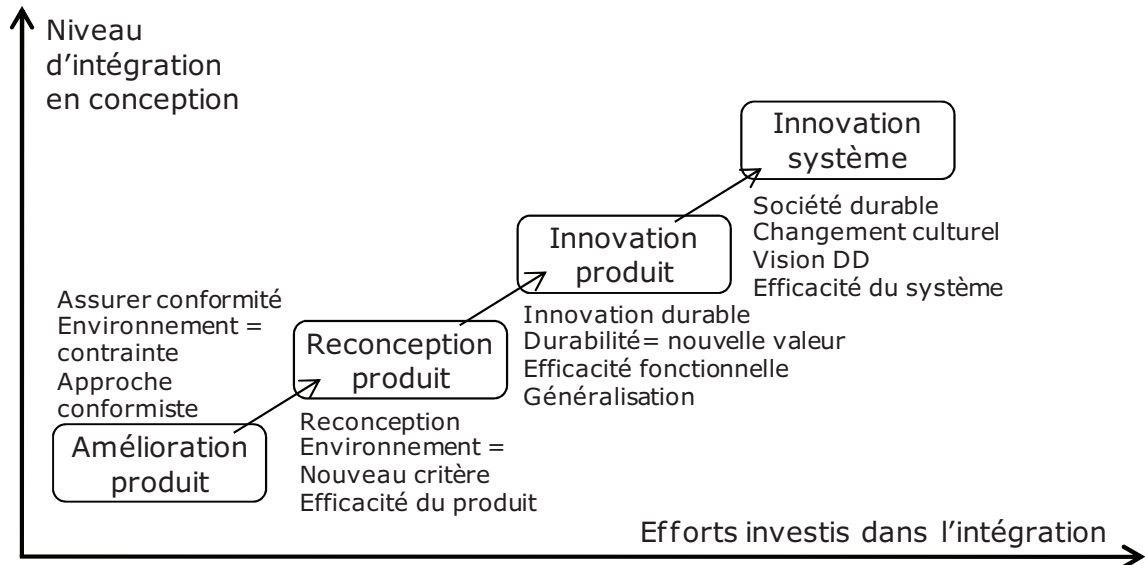 Niveau
d’intégration
en conception
Innovation
système
Société durable
Changement culturel
Vision DD
Efficacité du système
Innovation
produit
Innovation durable
Durabilité= nouvelle valeur
Efficacité fonctionnelle
Généralisation
Assurer conformité
Environnement =
contrainte
Approche
conformiste
Reconception
produit
Reconception
Environnement =
Nouveau critère
Efficacité du produit
Amélioration
produit
Efforts investis dans l’intégration